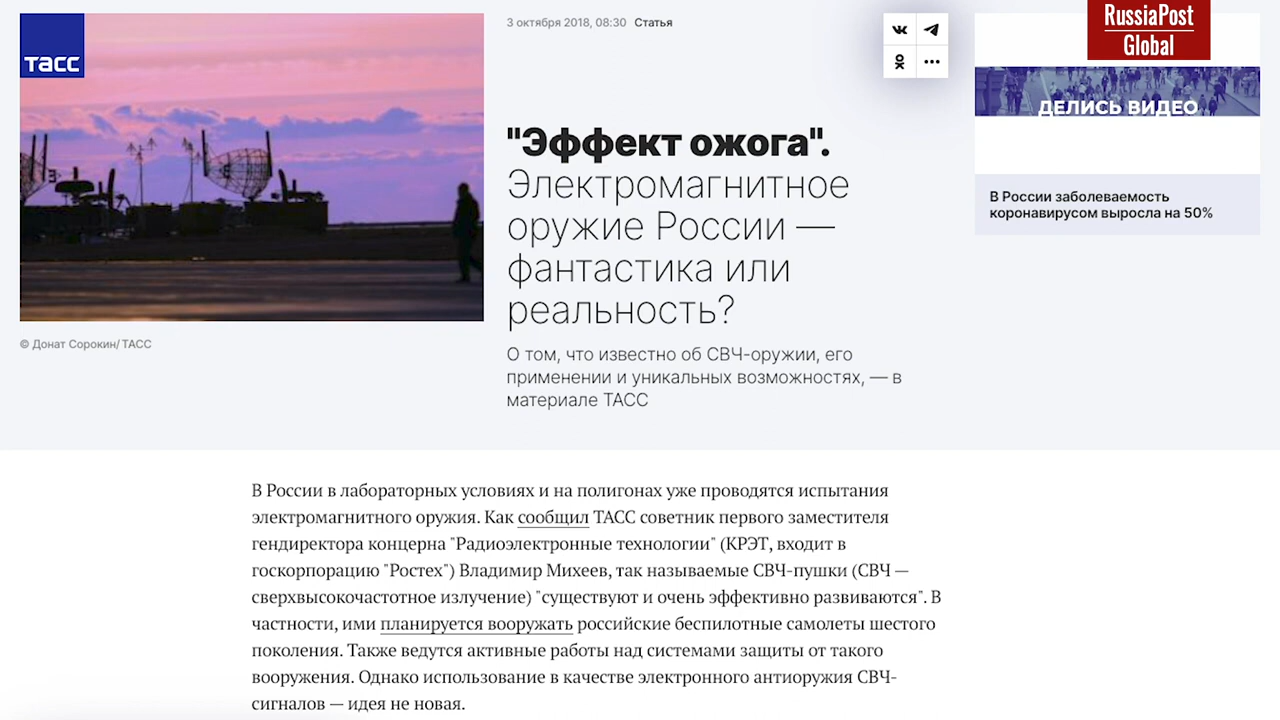 тасс
3 октября 2018, 08:30 Статья
RussiaPost
Global
ДЕЛИСЬ ВИДЕО
"Эффект ожога".
Электромагнитное
оружие России —
фантастика или
реальность?
В России заболеваемость
коронавирусом выросла на 50%
© Донат Сорокин/ТАСС
О том, что известно об СВЧ-оружии, его
применении и уникальных возможностях, — в
материале ТАСС
В России в лабораторных условиях и на полигонах уже проводятся испытания
электромагнитного оружия. Как сообщил ТАСС советник первого заместителя
гендиректора концерна "Радиоэлектронные технологии" (КРЭТ, входит в
госкорпорацию "Ростех") Владимир Михеев, так называемые СВЧ-пушки (СВЧ —
сверхвысокочастотное излучение) "существуют и очень эффективно развиваются". В
частности, ими планируется вооружать российские беспилотные самолеты шестого
поколения. Также ведутся активные работы над системами защиты от такого
вооружения. Однако использование в качестве электронного антиоружия СВЧ-
сигналов — идея не новая.